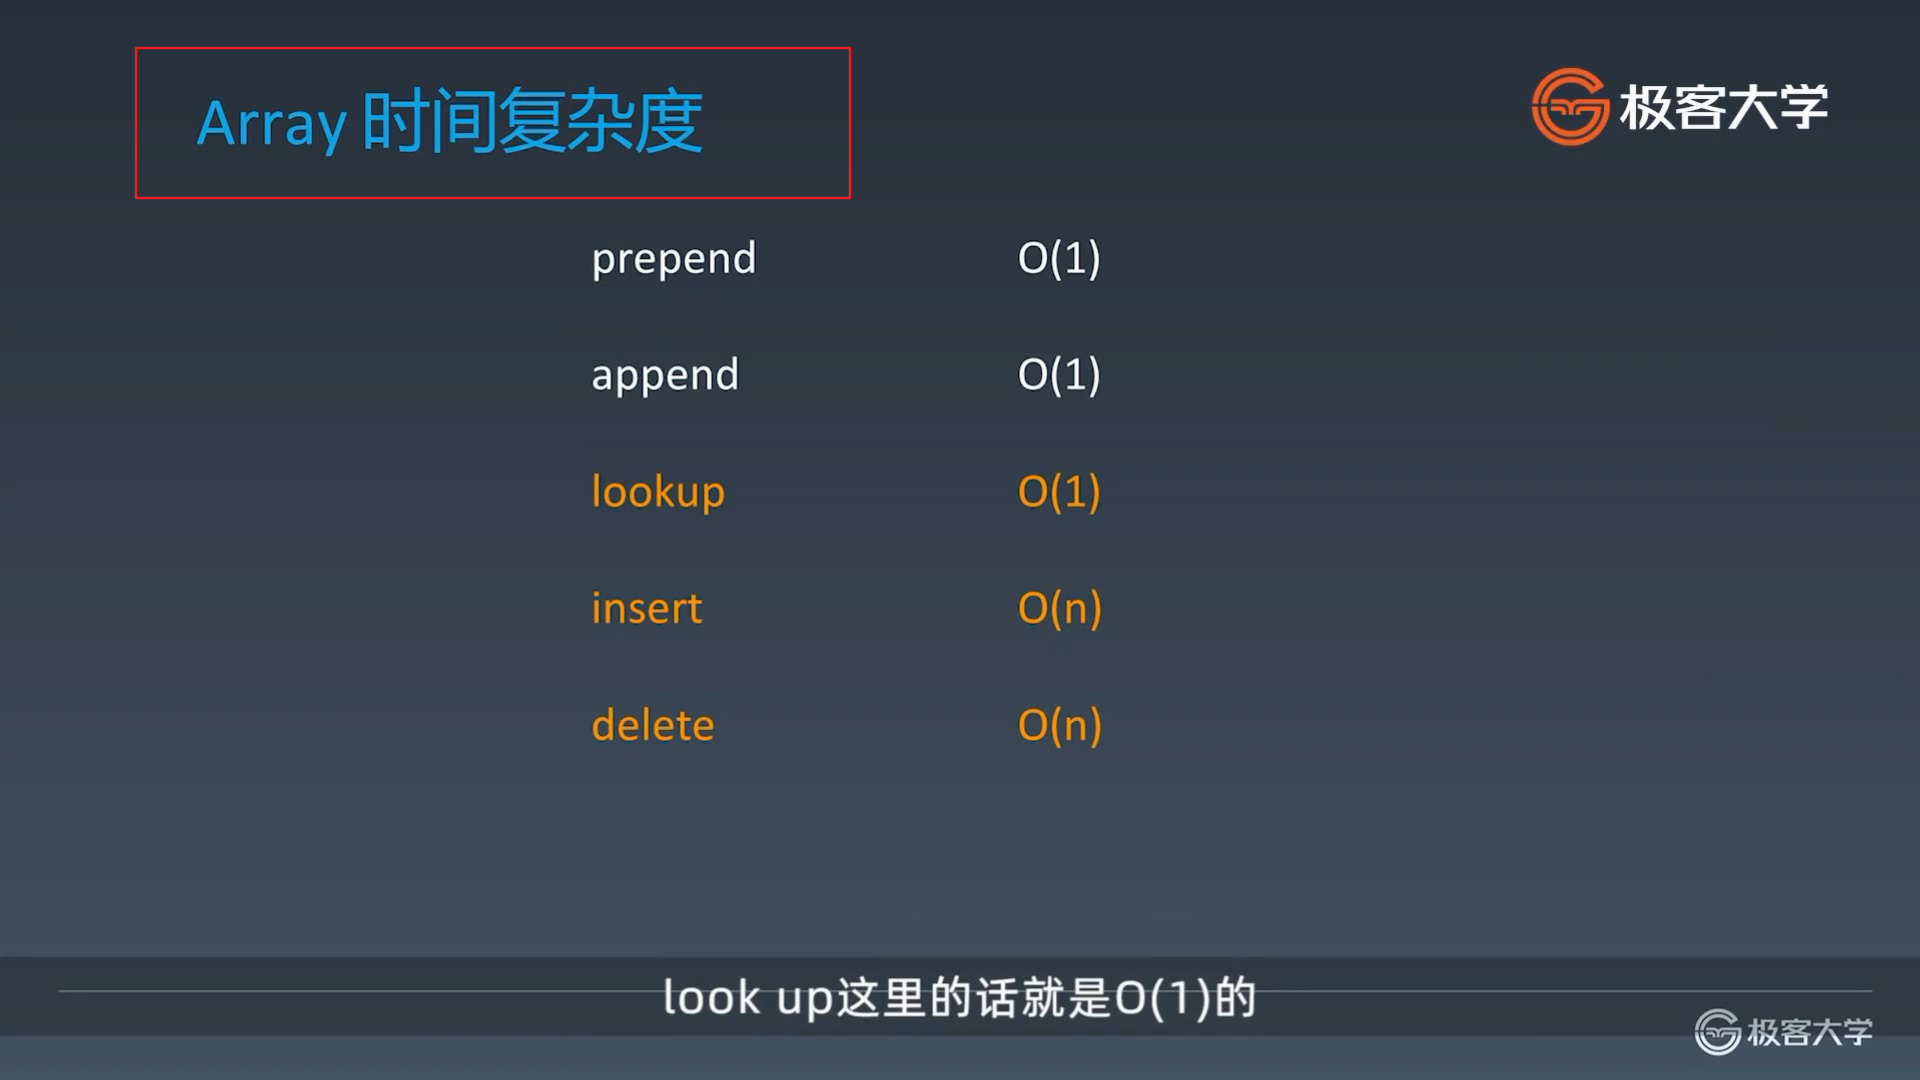 Array 时间复杂度
极客大学
prepend O(1)
append O(1)
lookup O(1)
insert O(n)
delete O(n)
look up这里的话就是O(1)的
极客大学